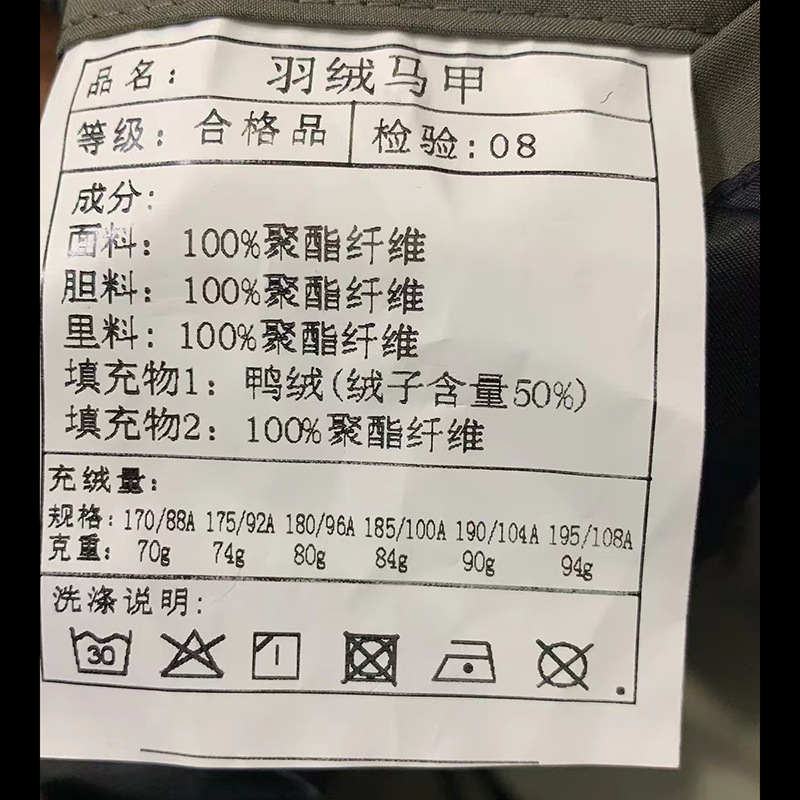 品名： 羽绒马甲
等级： 合格品 检验:08
成分:
面料： 100%聚酯纤维
胆料： 100%聚酯纤维
里料： 100%聚酯纤维
填充物1： 鸭绒(绒子含量50%)
填充物2： 100%聚酯纤维
充绒量:
规格: 170/88A 175/92A 180/96A 185/100A 190/104A 195/108A
克重: 70g 74g 80g 84g 90g 94g
洗涤说明:
30